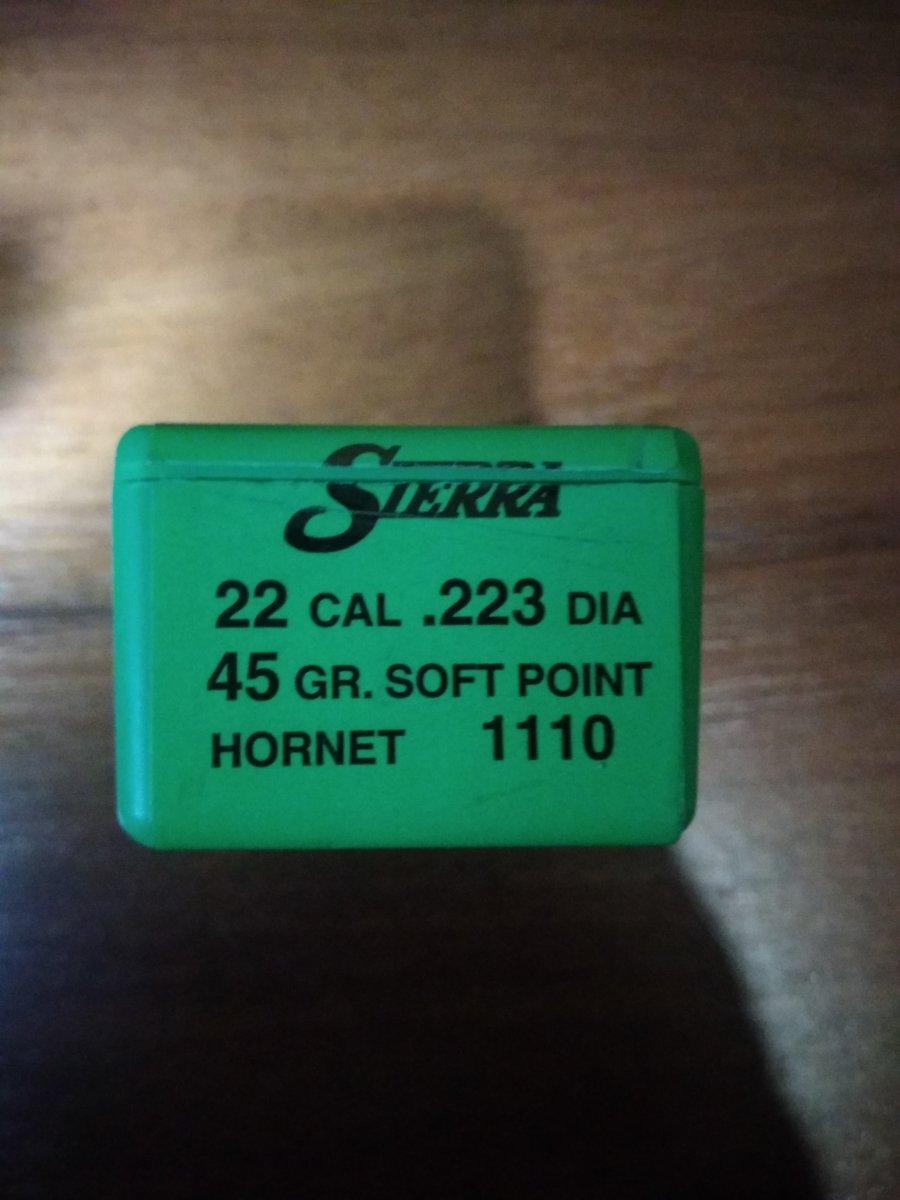 SIERRA
22 CAL .223 DIA
45 GR. SOFT POINT
HORNET 1110